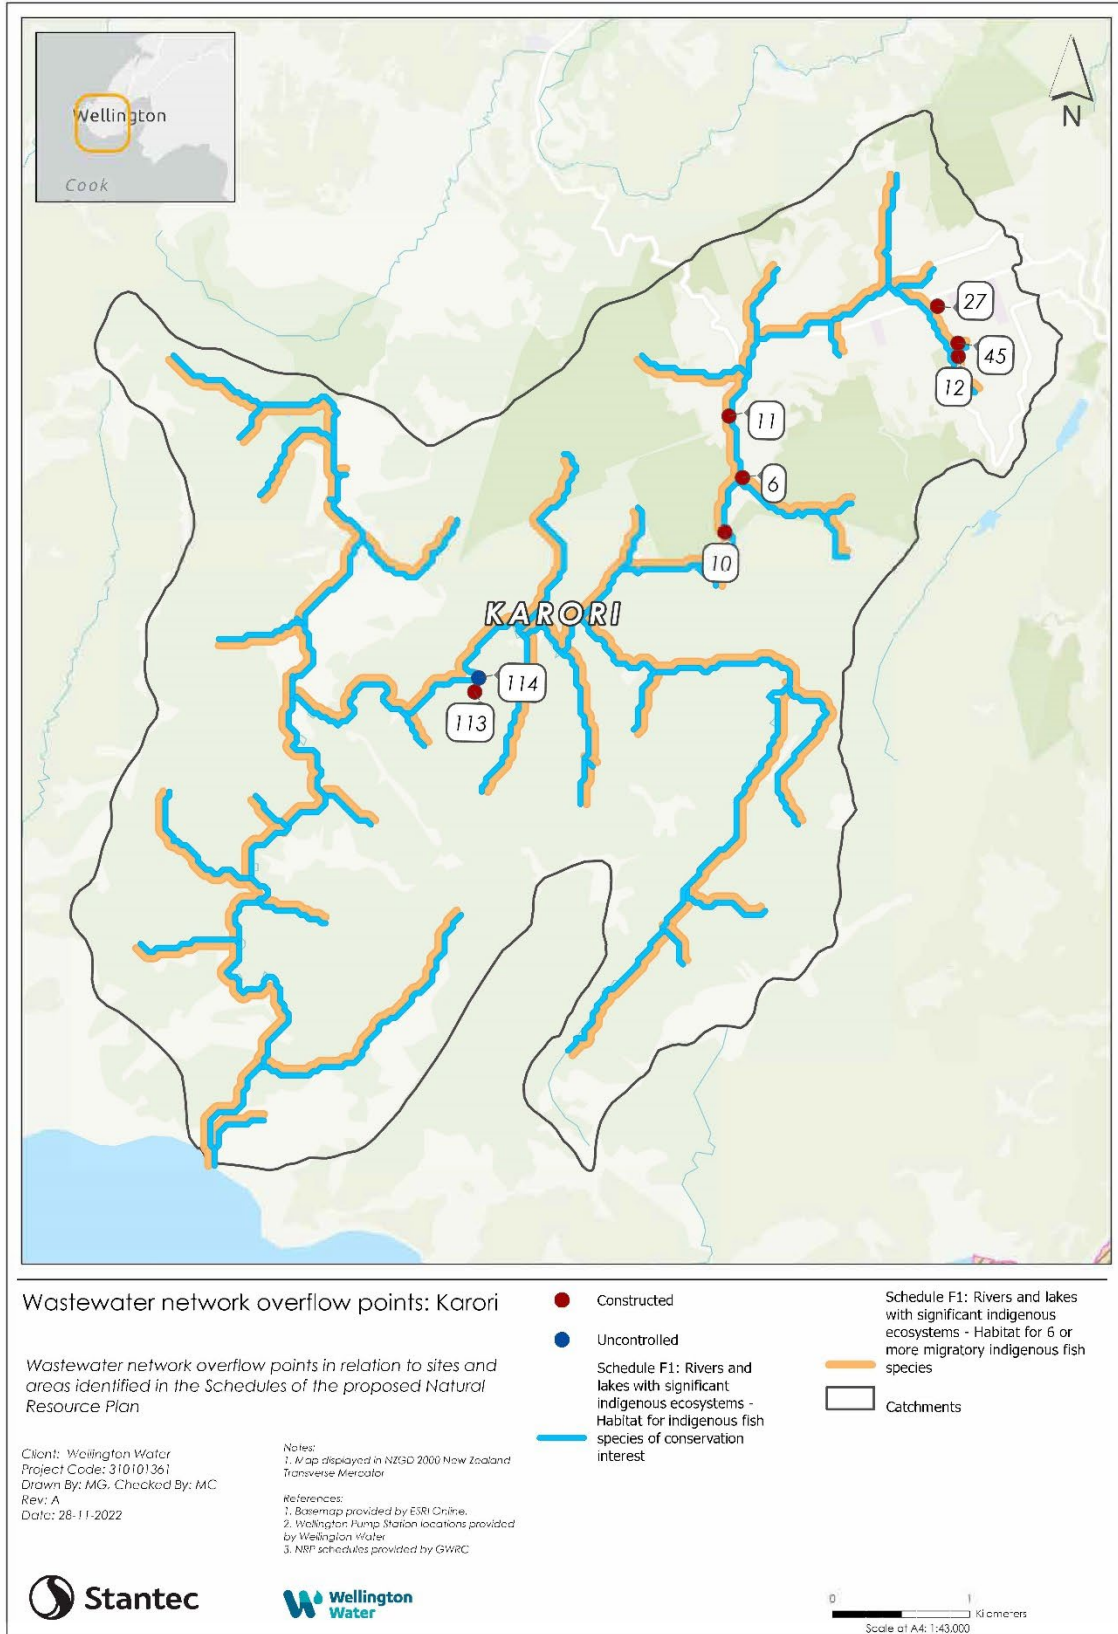 Wellington
Cook
N
27
45
12
11
6
10
KARORI
114
113
Wastewater network overflow points: Karori
Wastewater network overflow points in relation to sites and
areas identified in the Schedules of the proposed Natural
Resource Plan
Client: Wellington Water
Project Code: 310101361
Drawn By: MG, Checked By: MC
Rev: A
Date: 28-11-2022
Notes:
1. Map displayed in NZGD 2000 New Zealand
Transverse Mercator
References:
1. Basemap provided by ESRI Online.
2. Wellington Pump Station locations provided
by Wellington Water
3. NRP schedules provided by GWRC
Stantec
Wellington
Water
Constructed
Uncontrolled
Schedule F1: Rivers and
lakes with significant
indigenous ecosystems -
Habitat for indigenous fish
species of conservation
interest
Schedule F1: Rivers and lakes
with significant indigenous
ecosystems - Habitat for 6 or
more migratory indigenous fish
species
Catchments
0 1
Kilometers
Scale at A4: 1:43,000